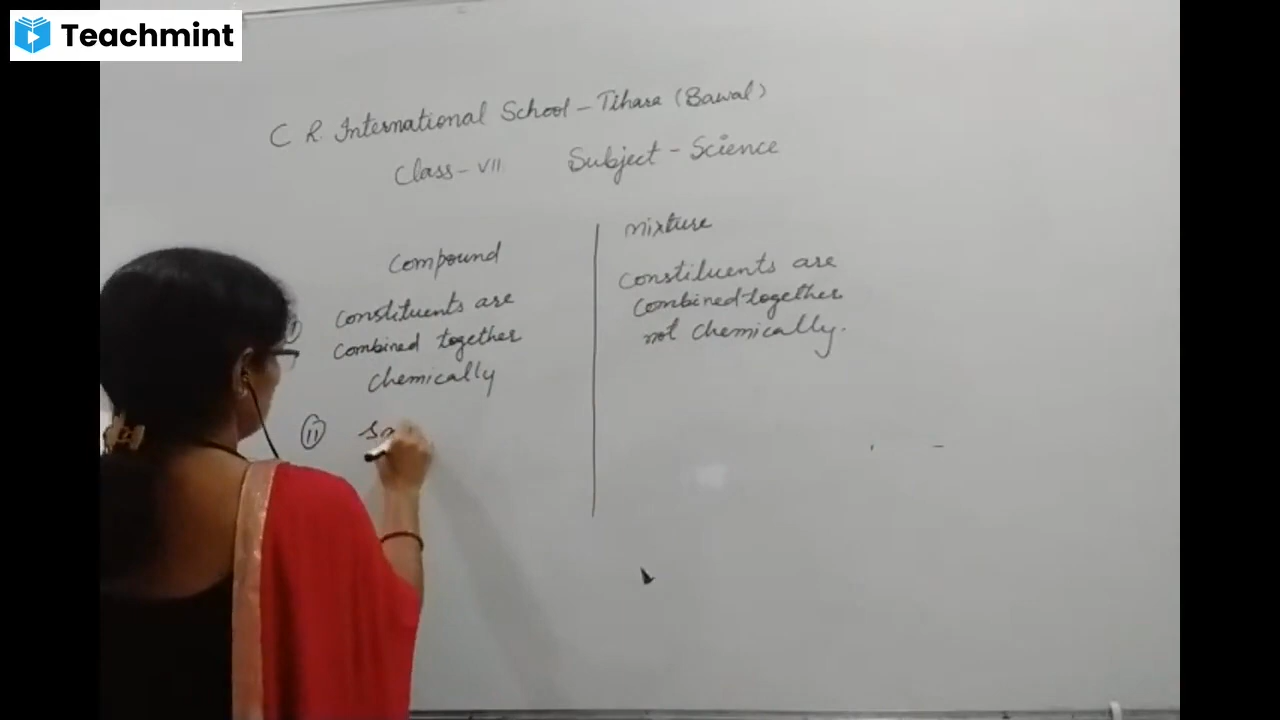 Teachmint
C R International School - Tihara (Bawal)
Class - VII Subject - Science
Compound
constituents are
combined together
chemically
(ii)
mixture
constituents are
combined together
not chemically.